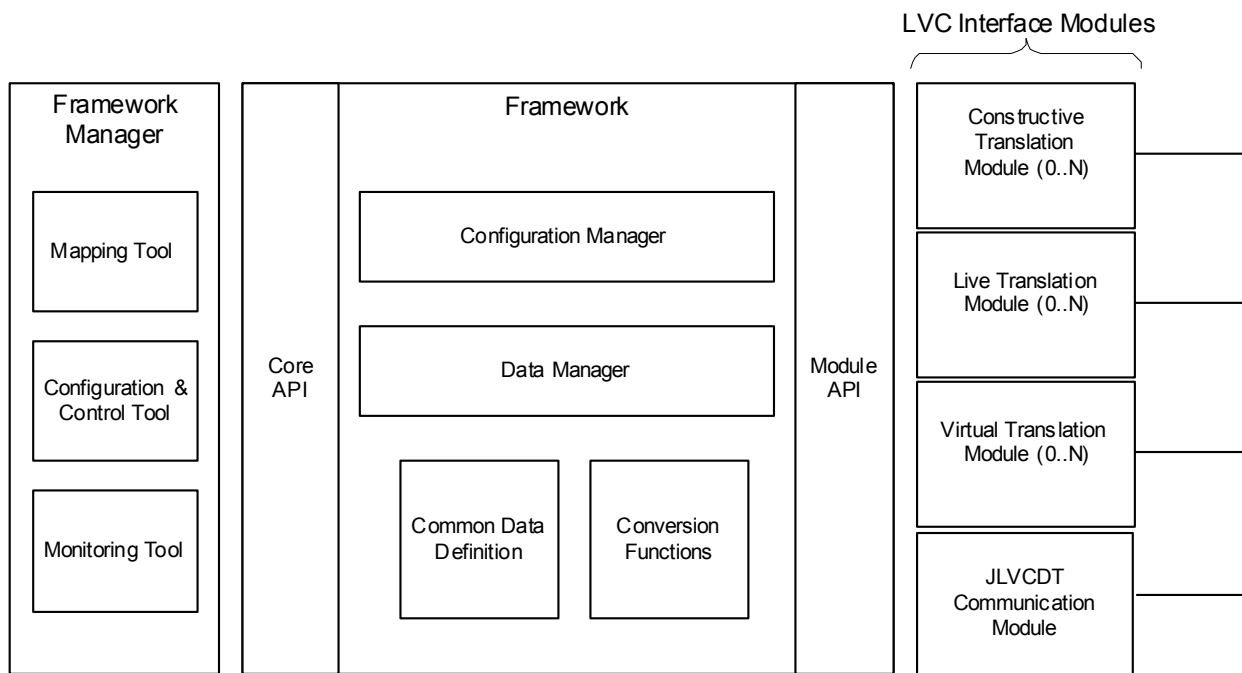 LVC Interface Modules
Framework
Manager
Mapping Tool
Configuration &
Control Tool
Monitoring Tool
Core
API
Framework
Configuration Manager
Data Manager
Common Data
Definition
Conversion
Functions
Module
API
Constructive
Translation
Module (0..N)
Live Translation
Module (0..N)
Virtual Translation
Module (0..N)
JLVCDT
Communication
Module